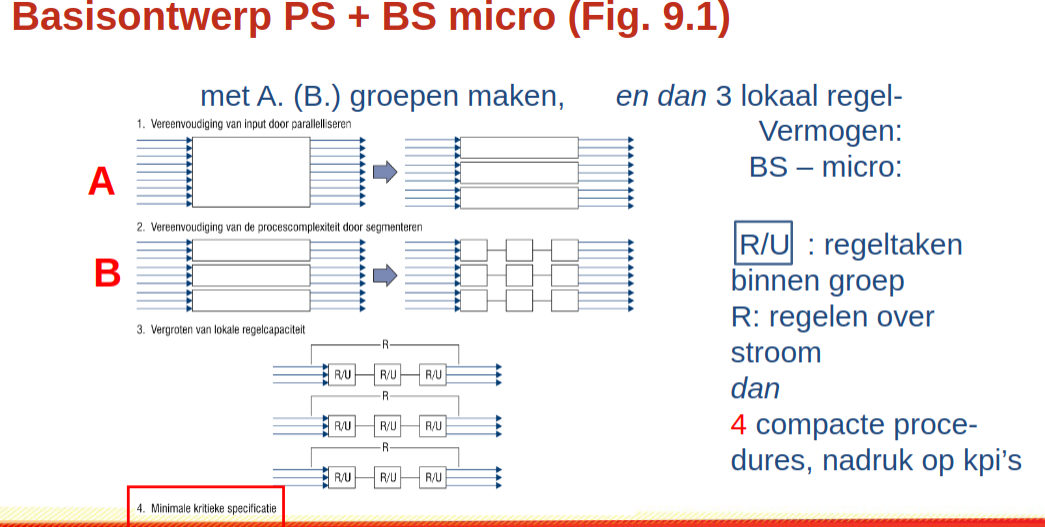 Basisontwerp PS + BS micro (Fig. 9.1)
met A. (B.) groepen maken,
en dan 3 lokaal regel-
Vermogen:
BS – micro:
1. Vereenvoudiging van input door parallelliseren
A
2. Vereenvoudiging van de procescomplexiteit door segmenteren
B
3. Vergroten van lokale regelcapaciteit
R
R/U R/U R/U
R
R/U R/U R/U
R
R/U R/U R/U
4. Minimale kritieke specificatie
R/U : regeltaken
binnen groep
R: regelen over
stroom
dan
4 compacte proce-
dures, nadruk op kpi’s